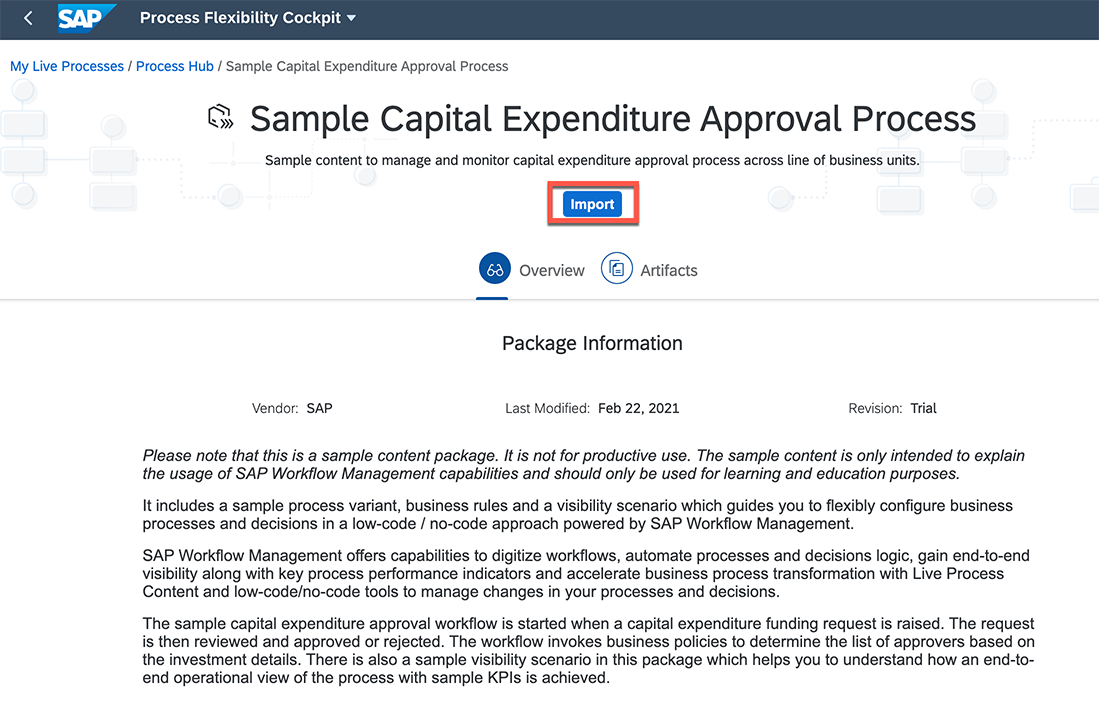 SAP Process Flexibility Cockpit
My Live Processes / Process Hub / Sample Capital Expenditure Approval Process
Sample Capital Expenditure Approval Process
Sample content to manage and monitor capital expenditure approval process across line of business units.
Import
Overview Artifacts
Package Information
Vendor: SAP Last Modified: Feb 22, 2021 Revision: Trial
Please note that this is a sample content package. It is not for productive use. The sample content is only intended to explain
the usage of SAP Workflow Management capabilities and should only be used for learning and education purposes.
It includes a sample process variant, business rules and a visibility scenario which guides you to flexibly configure business
processes and decisions in a low-code / no-code approach powered by SAP Workflow Management.
SAP Workflow Management offers capabilities to digitize workflows, automate processes and decisions logic, gain end-to-end
visibility along with key process performance indicators and accelerate business process transformation with Live Process
Content and low-code/no-code tools to manage changes in your processes and decisions.
The sample capital expenditure approval workflow is started when a capital expenditure funding request is raised. The request
is then reviewed and approved or rejected. The workflow invokes business policies to determine the list of approvers based on
the investment details. There is also a sample visibility scenario in this package which helps you to understand how an end-to-
end operational view of the process with sample KPIs is achieved.